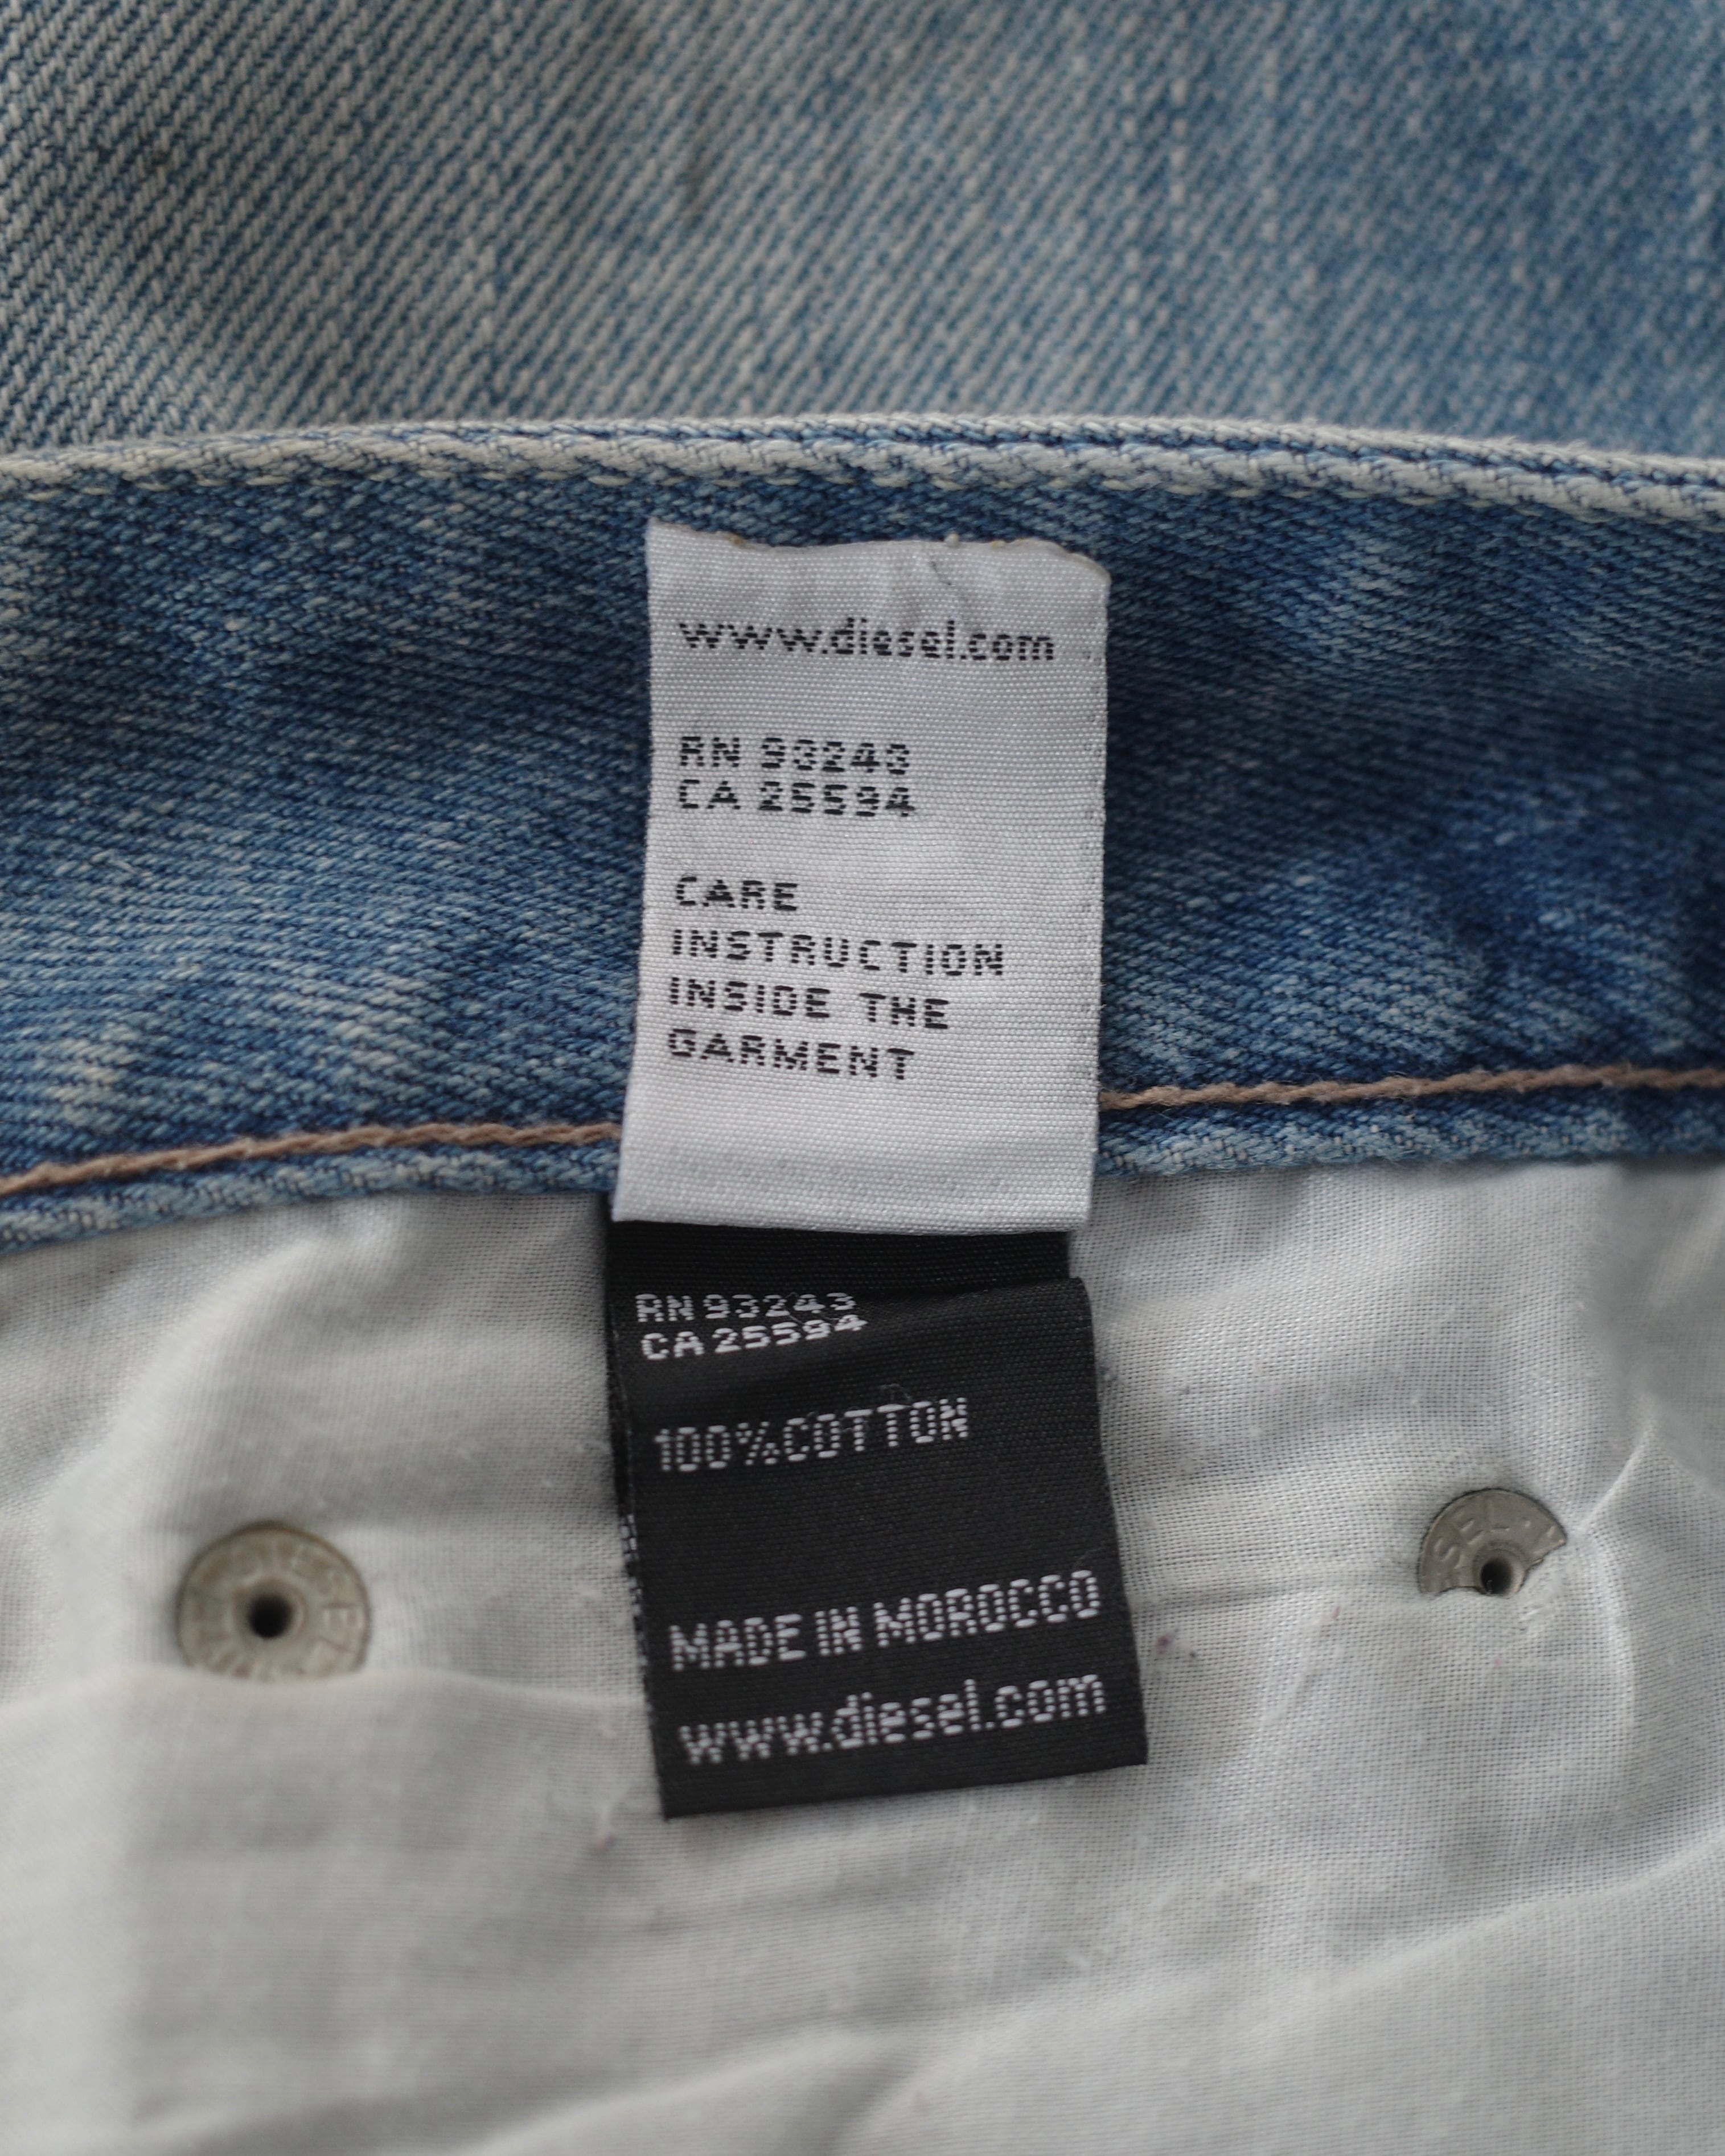 www.diesel.com
RN 93243
CA 25594
CARE
INSTRUCTION
INSIDE THE
GARMENT
RN 93243
CA 25594
100%COTTON
MADE IN MOROCCO
www.diesel.com
DIESEL